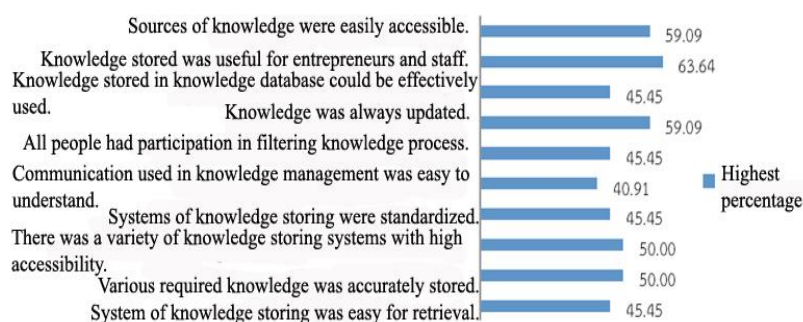 Sources of knowledge were easily accessible.
59.09
Knowledge stored was useful for entrepreneurs and staff.
63.64
Knowledge stored in knowledge database could be effectively
used.
45.45
Knowledge was always updated.
59.09
All people had participation in filtering knowledge process.
45.45
Communication used in knowledge management was easy to
understand.
40.91
Systems of knowledge storing were standardized.
45.45
There was a variety of knowledge storing systems with high
accessibility.
50.00
Various required knowledge was accurately stored.
50.00
System of knowledge storing was easy for retrieval.
45.45
Highest
percentage